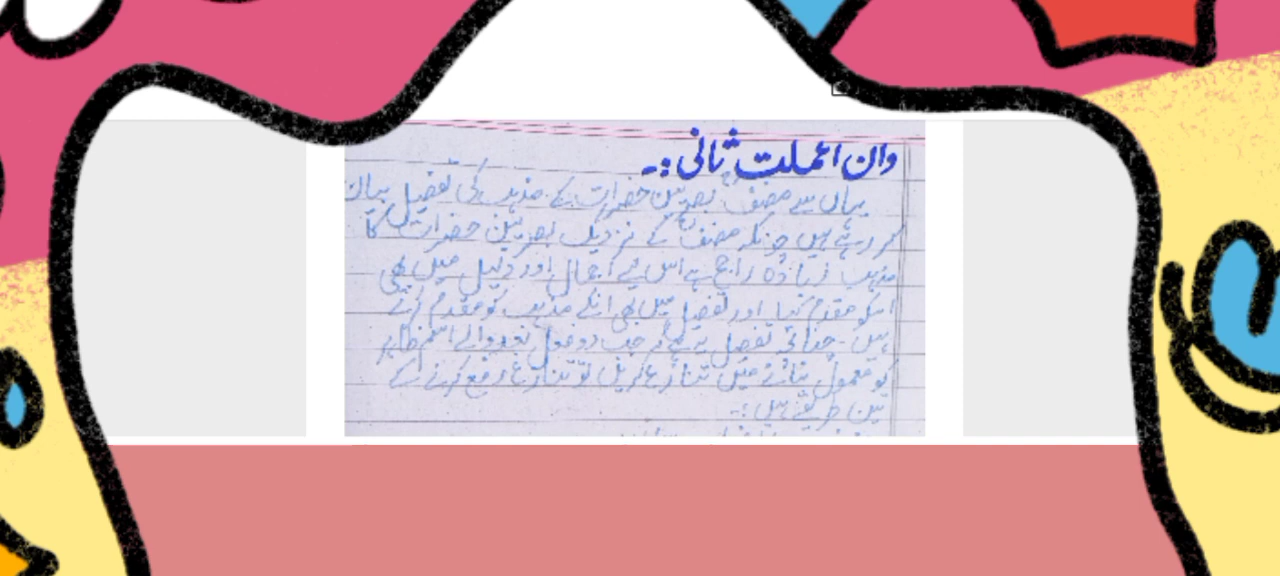 وان اعملت ثانی :۔
یہاں سے مصنفؒ بصریین حضرات کے مذہب کی تفصیل بیان
کر رہے ہیں چونکہ مصنفؒ کے نزدیک بصریین حضرات کا
مذہب زیادہ راجح ہے اس لیے اجمال اور دلیل میں بھی
اسکو مقدم کیا اور تفصیل میں بھی انکے مذہب کو مقدم کرتے
ہیں ۔ چنانچہ تفصیل یہ ہے کہ جب دو فعل بعد والے اسم ظاہر
کو معمول بنانے میں تنازع کریں تو تنازع رفع کرنے کے
تین طریقے ہیں :۔